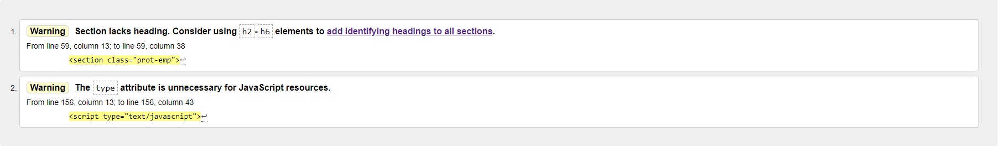 1. Warning Section lacks heading. Consider using h2-h6 elements to add identifying headings to all sections.
From line 59, column 13; to line 59, column 38
<section class="prot-emp">↩
2. Warning The type attribute is unnecessary for JavaScript resources.
From line 156, column 13; to line 156, column 43
<script type="text/javascript">↩